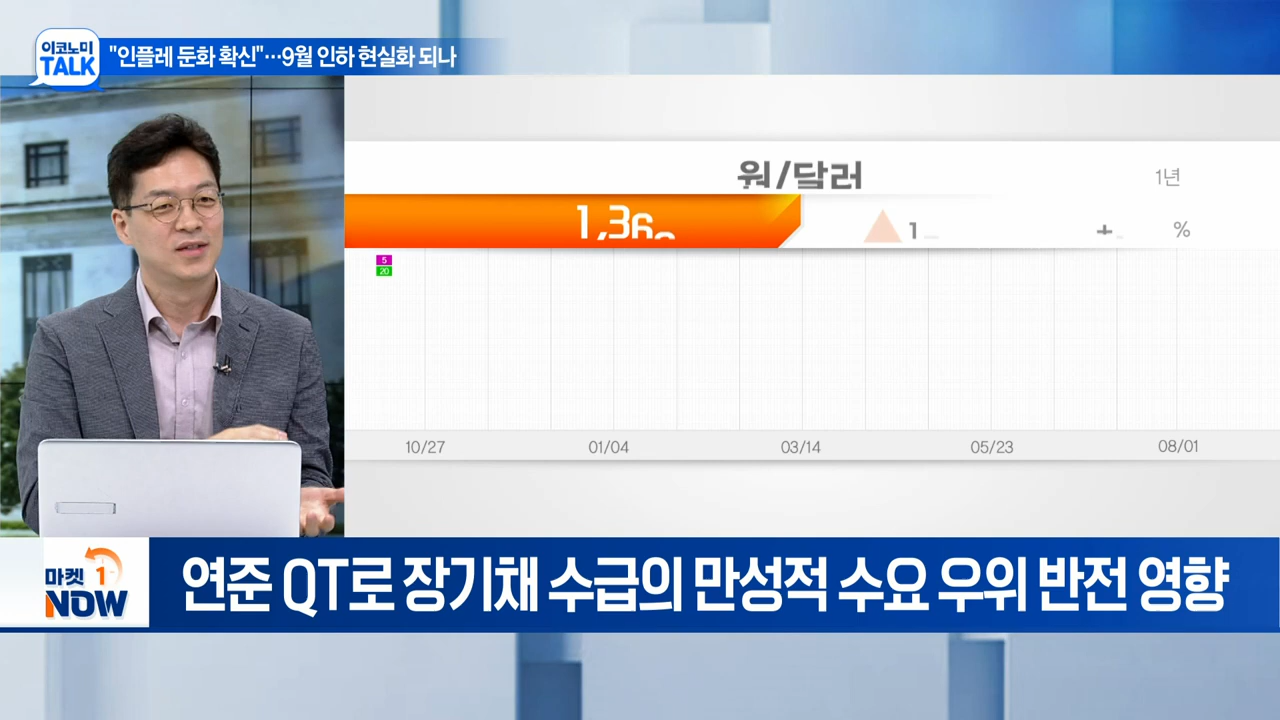 이코노미
TALK
"인플레 둔화 확신"…9월 인하 현실화 되나
원/달러
1년
1
+
%
5
20
10/27
01/04
03/14
05/23
08/01
마켓 1
NOW
연준 QT로 장기채 수급의 만성적 수요 우위 반전 영향